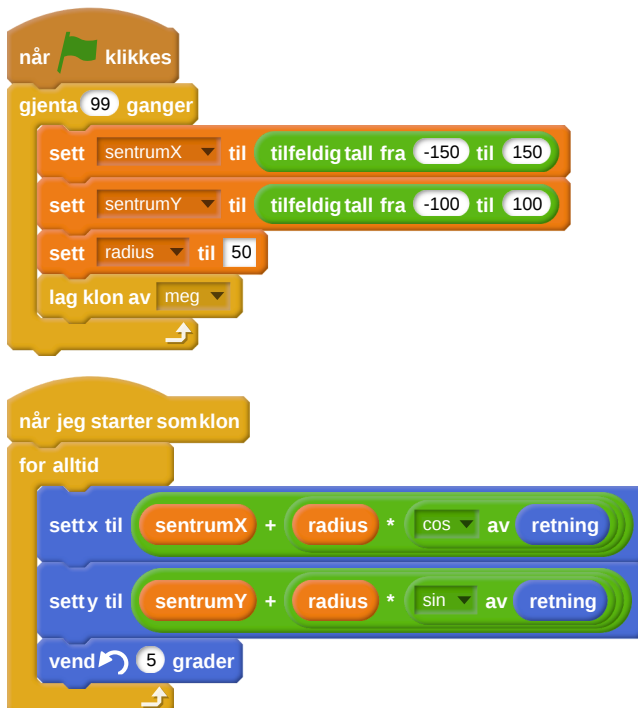 når klikkes
gjenta 99 ganger
sett sentrumX til tilfeldig tall fra -150 til 150
sett sentrumY til tilfeldig tall fra -100 til 100
sett radius til 50
lag klon av meg
når jeg starter som klon
for alltid
sett x til sentrumX + radius * cos av retning
sett y til sentrumY + radius * sin av retning
vend 5 grader